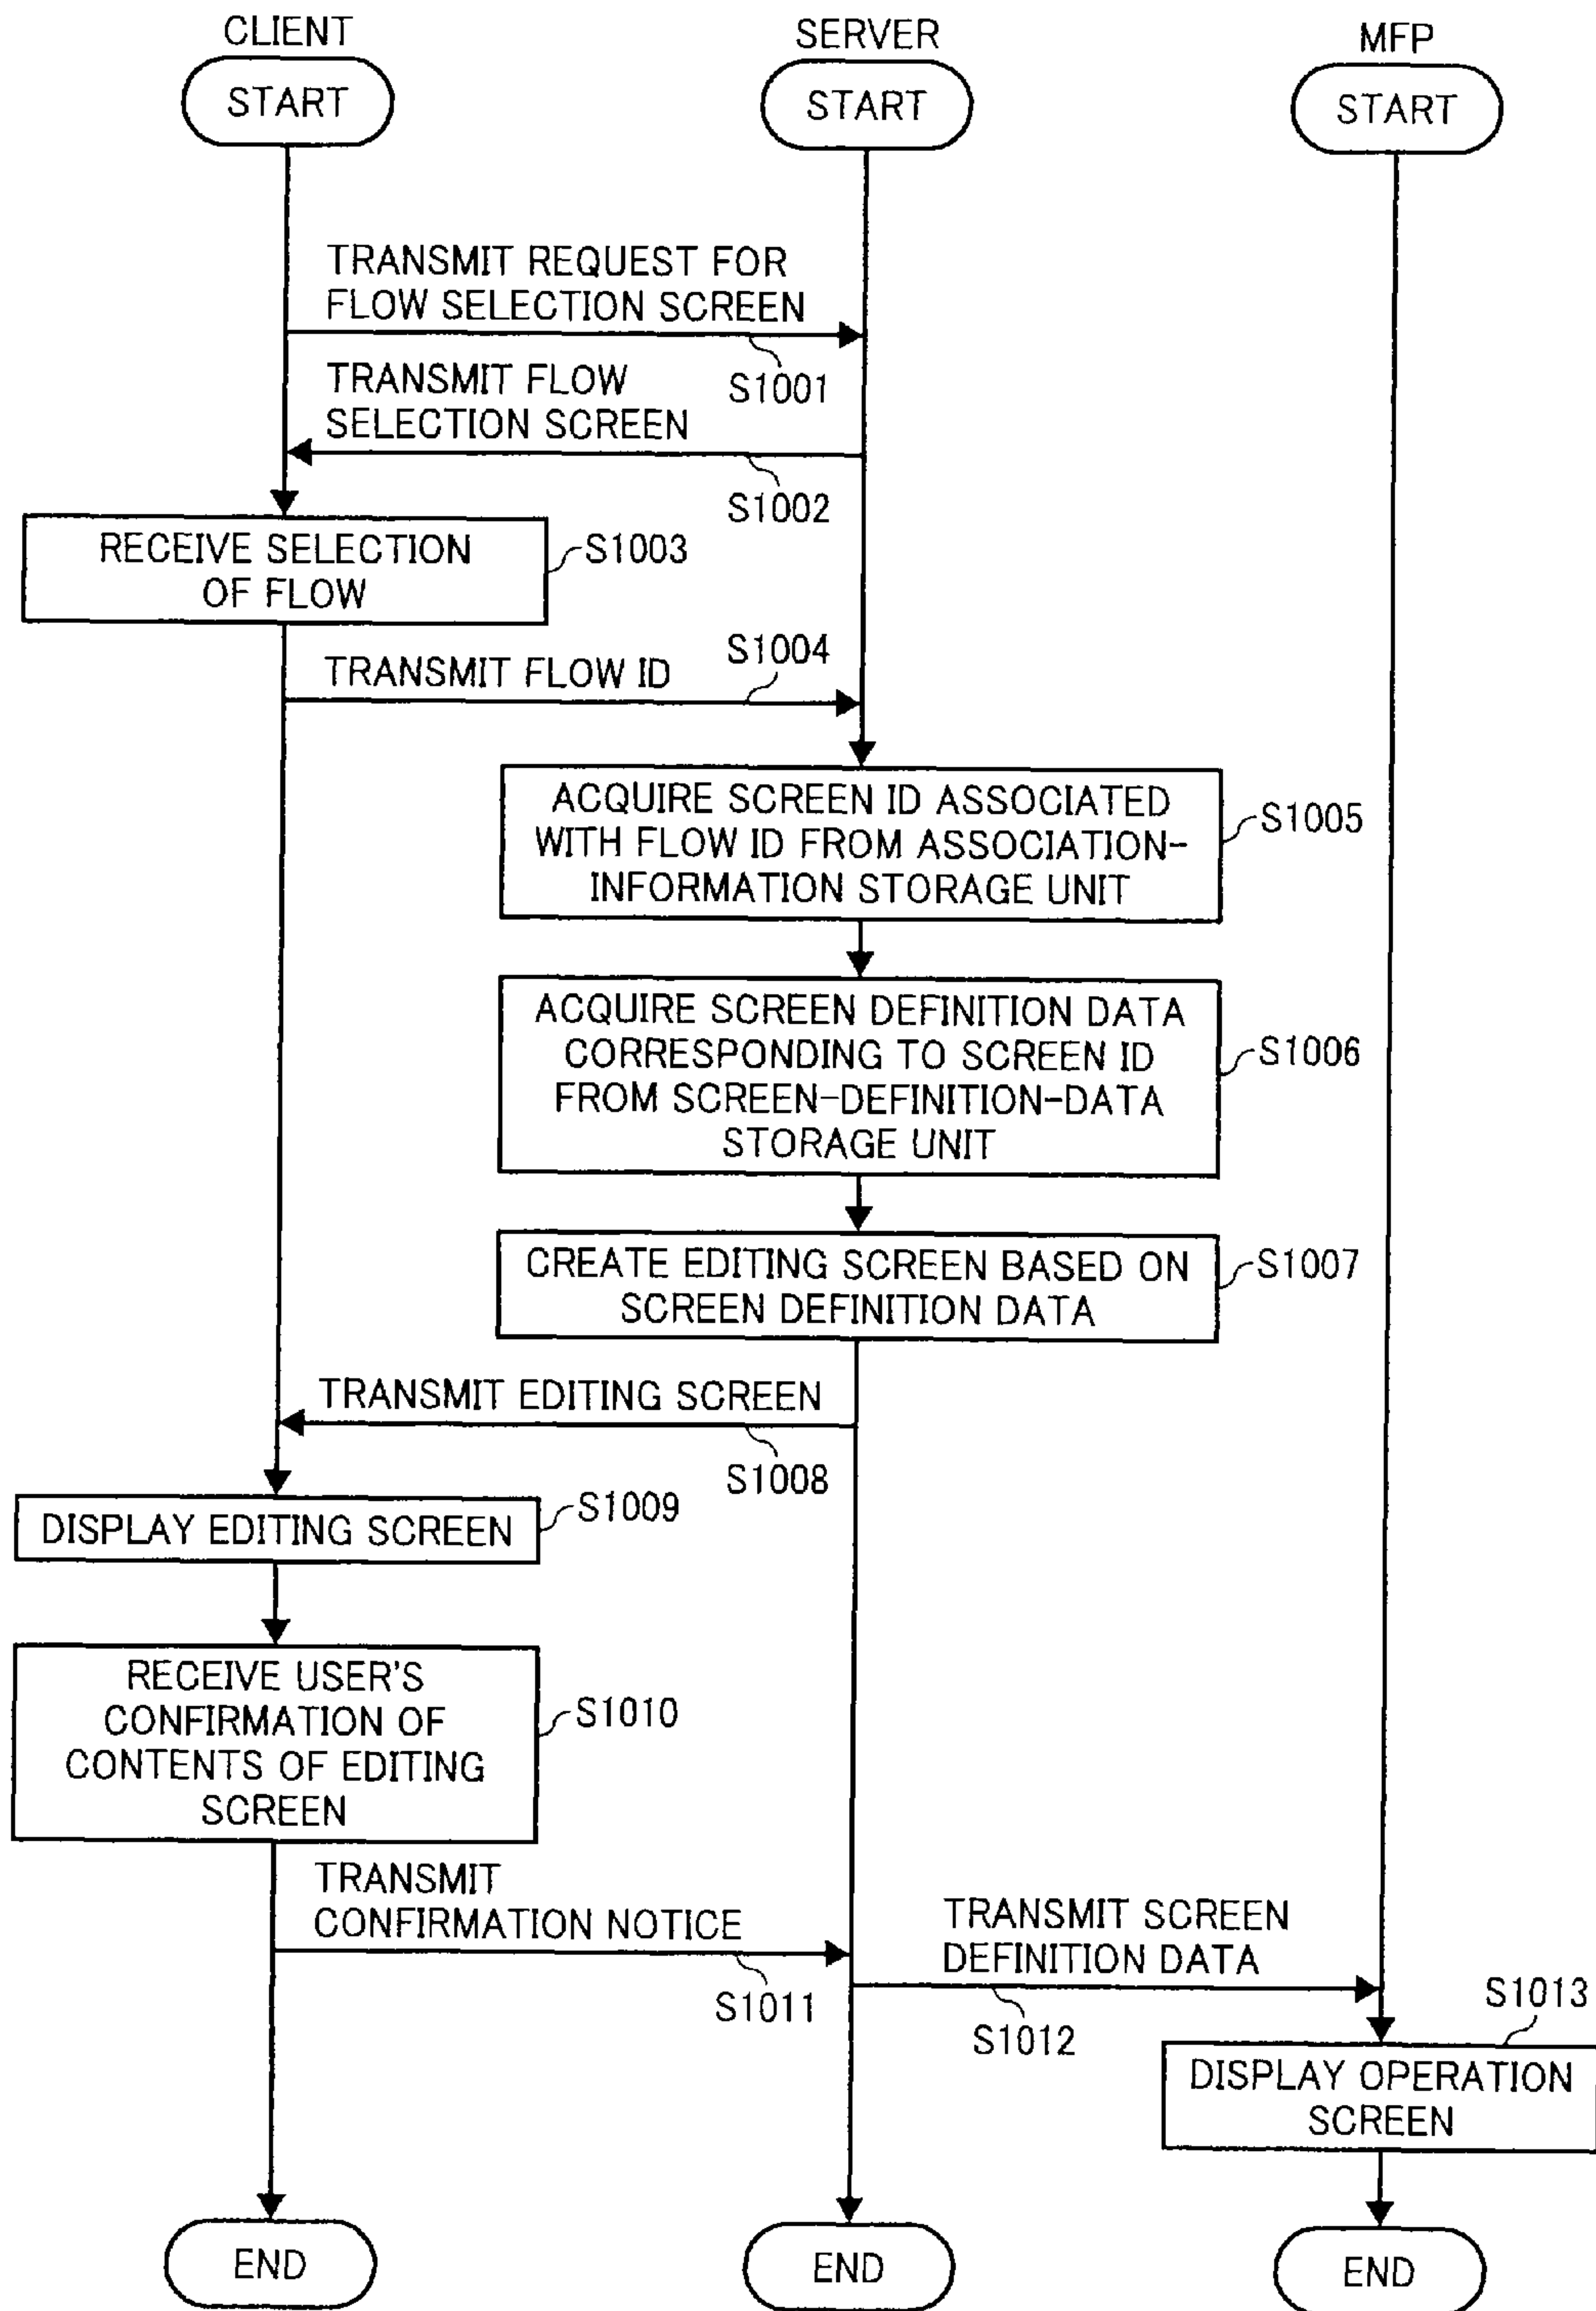 CLIENT
SERVER
MFP
START
START
START
TRANSMIT REQUEST FOR
FLOW SELECTION SCREEN
S1001
TRANSMIT FLOW
SELECTION SCREEN
S1002
RECEIVE SELECTION
OF FLOW
S1003
TRANSMIT FLOW ID
S1004
ACQUIRE SCREEN ID ASSOCIATED
WITH FLOW ID FROM ASSOCIATION-
INFORMATION STORAGE UNIT
S1005
ACQUIRE SCREEN DEFINITION DATA
CORRESPONDING TO SCREEN ID
FROM SCREEN-DEFINITION-DATA
STORAGE UNIT
S1006
CREATE EDITING SCREEN BASED ON
SCREEN DEFINITION DATA
S1007
TRANSMIT EDITING SCREEN
S1008
DISPLAY EDITING SCREEN
S1009
RECEIVE USER'S
CONFIRMATION OF
CONTENTS OF EDITING
SCREEN
S1010
TRANSMIT
CONFIRMATION NOTICE
S1011
TRANSMIT SCREEN
DEFINITION DATA
S1012
S1013
DISPLAY OPERATION
SCREEN
END
END
END